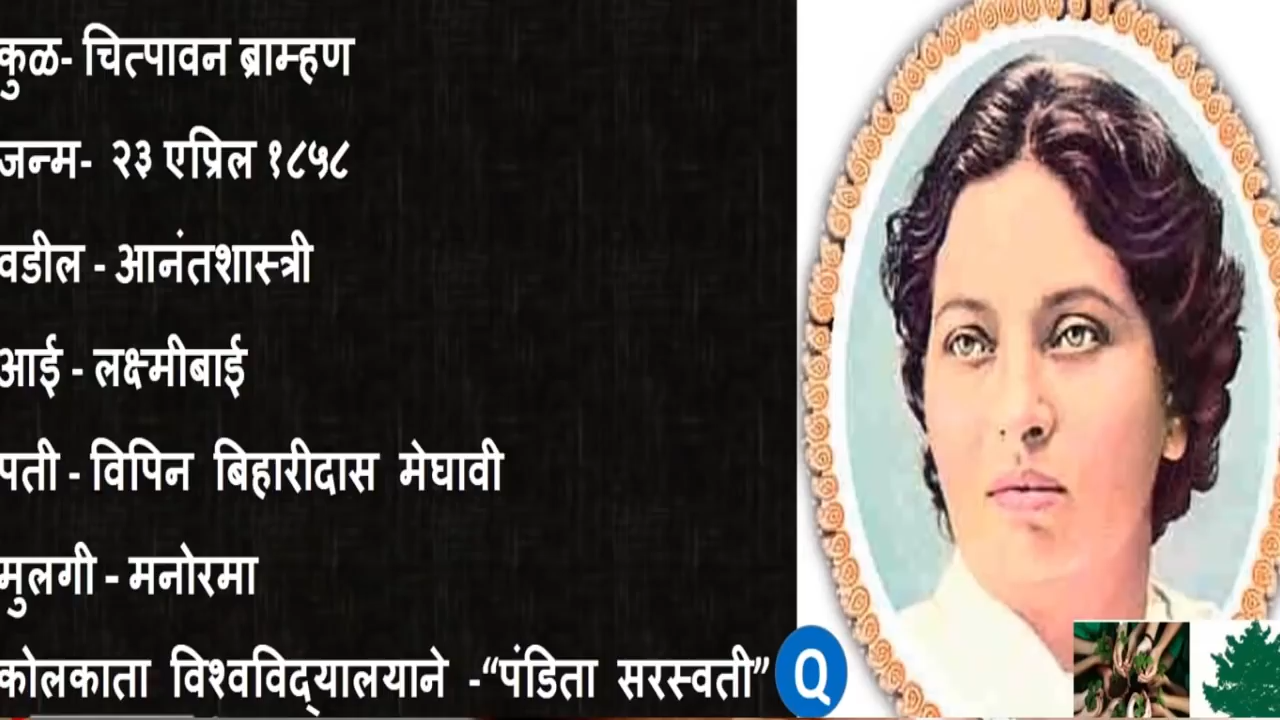 कुळ- चित्पावन ब्राम्हण
जन्म- २३ एप्रिल १८५८
वडील - आनंतशास्त्री
आई - लक्ष्मीबाई
पती - विपिन बिहारीदास मेघावी
मुलगी - मनोरमा
कोलकाता विश्वविद्यालयाने -“पंडिता सरस्वती”
Q